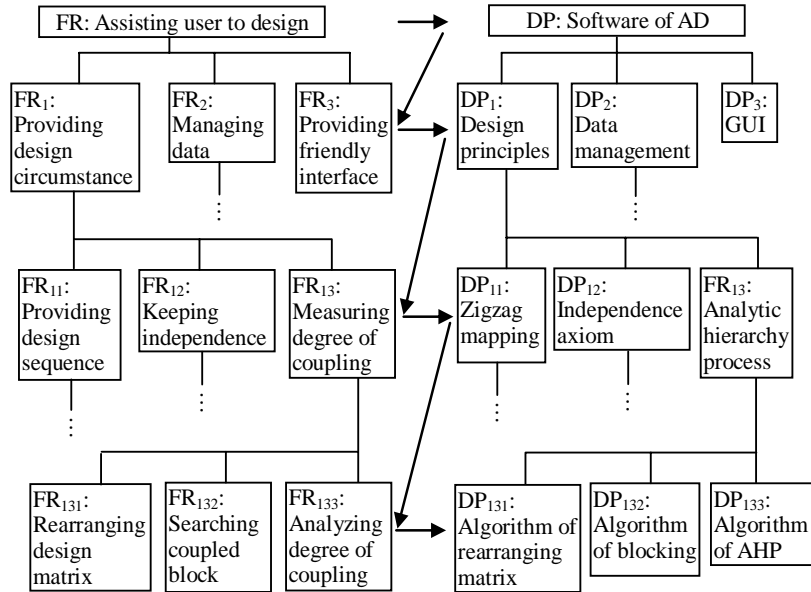 FR: Assisting user to design
DP: Software of AD
FR₁:
Providing
design
circumstance
FR₂:
Managing
data
FR₃:
Providing
friendly
interface
DP₁:
Design
principles
DP₂:
Data
management
DP₃:
GUI
FR₁₁:
Providing
design
sequence
FR₁₂:
Keeping
independence
FR₁₃:
Measuring
degree of
coupling
DP₁₁:
Zigzag
mapping
DP₁₂:
Independence
axiom
FR₁₃:
Analytic
hierarchy
process
FR₁₃₁:
Rearranging
design
matrix
FR₁₃₂:
Searching
coupled
block
FR₁₃₃:
Analyzing
degree of
coupling
DP₁₃₁:
Algorithm of
rearranging
matrix
DP₁₃₂:
Algorithm
of blocking
DP₁₃₃:
Algorithm
of AHP